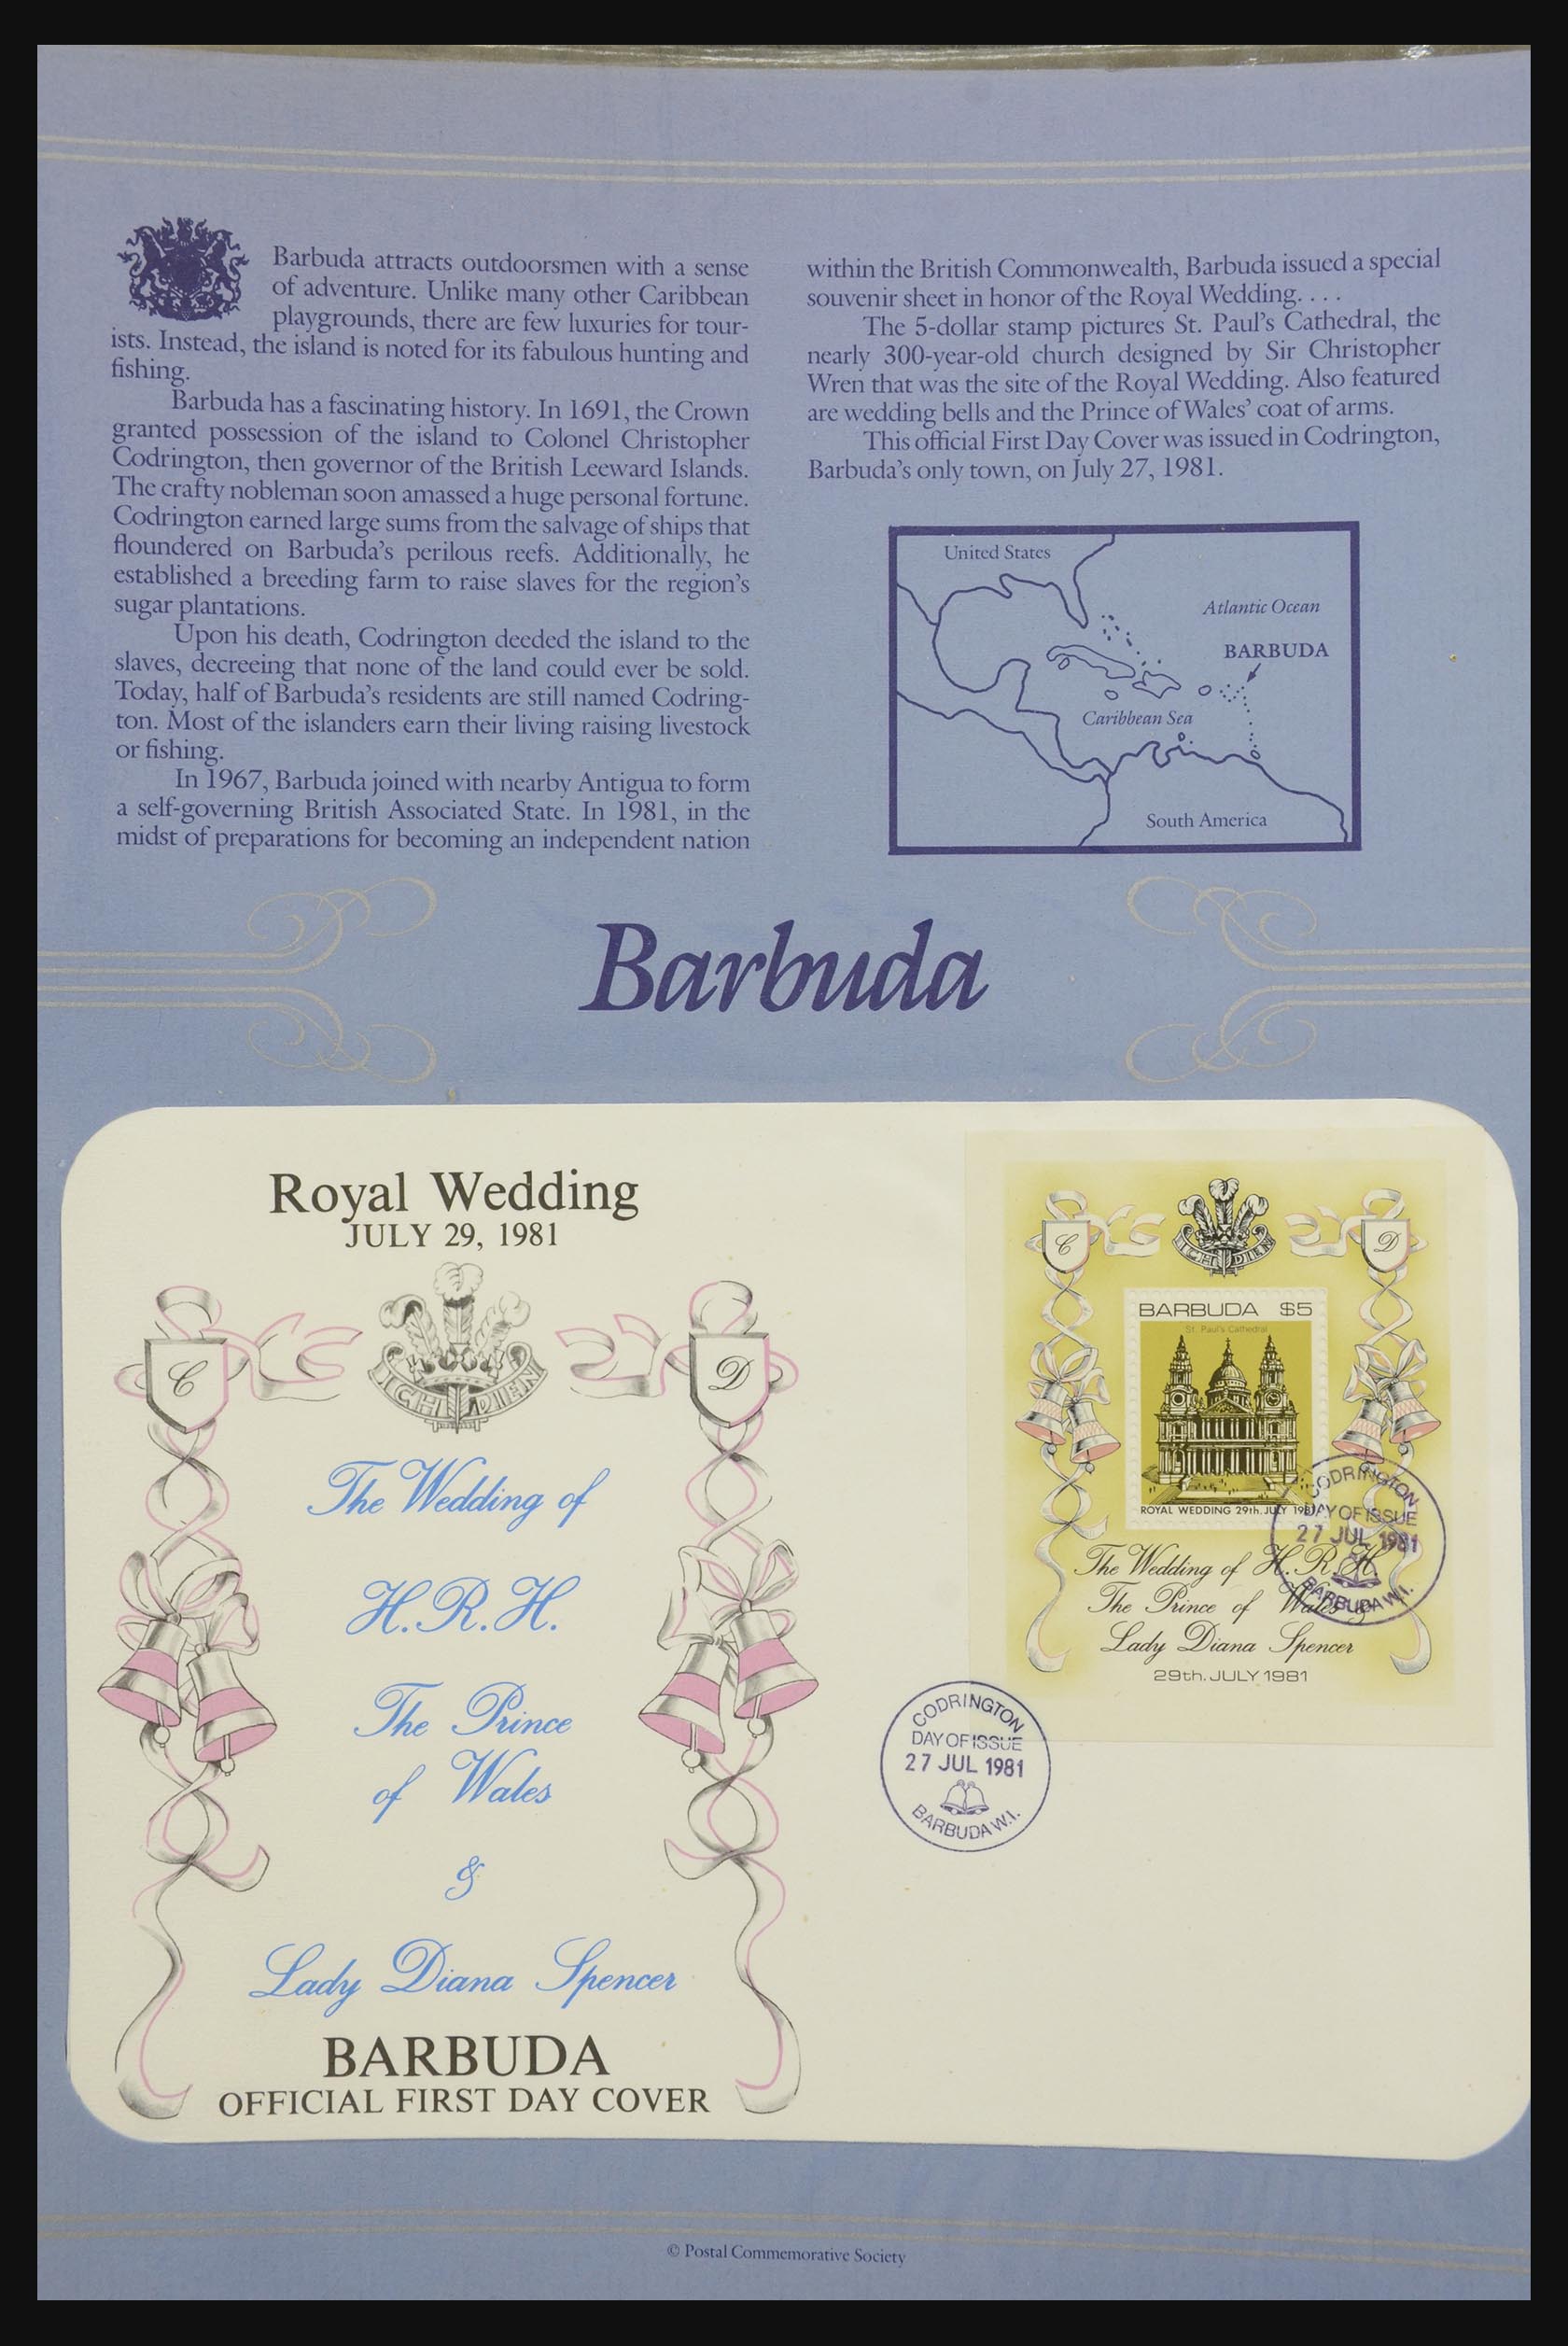 Barbuda attracts outdoorsmen with a sense
of adventure. Unlike many other Caribbean
playgrounds, there are few luxuries for tour-
ists. Instead, the island is noted for its fabulous hunting and
fishing.
Barbuda has a fascinating history. In 1691, the Crown
granted possession of the island to Colonel Christopher
Codrington, then governor of the British Leeward Islands.
The crafty nobleman soon amassed a huge personal fortune.
Codrington earned large sums from the salvage of ships that
floundered on Barbuda's perilous reefs. Additionally, he
established a breeding farm to raise slaves for the region's
sugar plantations.
Upon his death, Codrington deeded the island to the
slaves, decreeing that none of the land could ever be sold.
Today, half of Barbuda's residents are still named Codring-
ton. Most of the islanders earn their living raising livestock
or fishing.
In 1967, Barbuda joined with nearby Antigua to form
a self-governing British Associated State. In 1981, in the
midst of preparations for becoming an independent nation
within the British Commonwealth, Barbuda issued a special
souvenir sheet in honor of the Royal Wedding. . . .
The 5-dollar stamp pictures St. Paul's Cathedral, the
nearly 300-year-old church designed by Sir Christopher
Wren that was the site of the Royal Wedding. Also featured
are wedding bells and the Prince of Wales' coat of arms.
This official First Day Cover was issued in Codrington,
Barbuda's only town, on July 27, 1981.
United States
Atlantic Ocean
BARBUDA
Caribbean Sea
South America
Barbuda
Royal Wedding
JULY 29, 1981
C
ICH DIEN
D
The Wedding of
H.R.H.
The Prince
of Wales
&
Lady Diana Spencer
BARBUDA
OFFICIAL FIRST DAY COVER
C
ICH DIEN
D
BARBUDA $5
St. Paul's Cathedral
ROYAL WEDDING 29th. JULY 1981
The Wedding of H.R.H.
The Prince of Wales &
Lady Diana Spencer
29th. JULY 1981
CODRINGTON
DAY OF ISSUE
27 JUL 1981
BARBUDA W.I.
CODRINGTON
DAY OF ISSUE
27 JUL 1981
BARBUDA W.I.
© Postal Commemorative Society